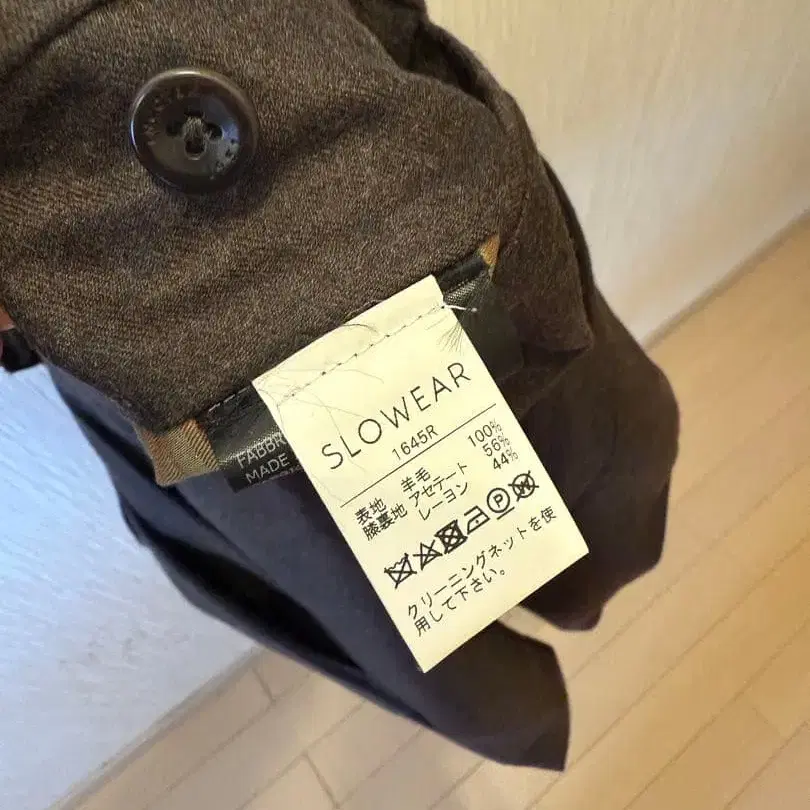 FABBR
MADE
SLOWEAR
1645R
表地 羊毛 100%
膝裏地 アセテート 56%
レーヨン 44%
P
クリーニングネットを使
用して下さい。